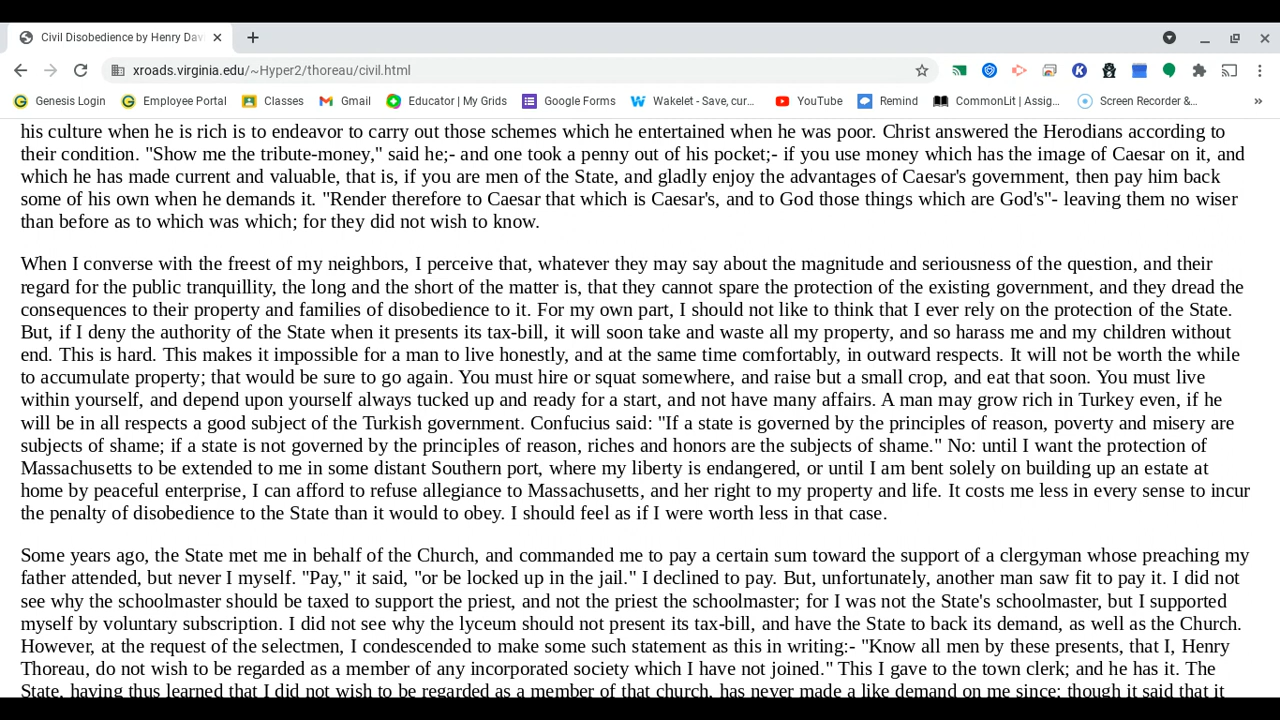 Civil Disobedience by Henry Dav
xroads.virginia.edu/~Hyper2/thoreau/civil.html
Genesis Login Employee Portal Classes Gmail Educator | My Grids Google Forms Wakelet - Save, cur... YouTube Remind CommonLit | Assig... Screen Recorder &... »
his culture when he is rich is to endeavor to carry out those schemes which he entertained when he was poor. Christ answered the Herodians according to
their condition. "Show me the tribute-money," said he;- and one took a penny out of his pocket;- if you use money which has the image of Caesar on it, and
which he has made current and valuable, that is, if you are men of the State, and gladly enjoy the advantages of Caesar's government, then pay him back
some of his own when he demands it. "Render therefore to Caesar that which is Caesar's, and to God those things which are God's"- leaving them no wiser
than before as to which was which; for they did not wish to know.
When I converse with the freest of my neighbors, I perceive that, whatever they may say about the magnitude and seriousness of the question, and their
regard for the public tranquillity, the long and the short of the matter is, that they cannot spare the protection of the existing government, and they dread the
consequences to their property and families of disobedience to it. For my own part, I should not like to think that I ever rely on the protection of the State.
But, if I deny the authority of the State when it presents its tax-bill, it will soon take and waste all my property, and so harass me and my children without
end. This is hard. This makes it impossible for a man to live honestly, and at the same time comfortably, in outward respects. It will not be worth the while
to accumulate property; that would be sure to go again. You must hire or squat somewhere, and raise but a small crop, and eat that soon. You must live
within yourself, and depend upon yourself always tucked up and ready for a start, and not have many affairs. A man may grow rich in Turkey even, if he
will be in all respects a good subject of the Turkish government. Confucius said: "If a state is governed by the principles of reason, poverty and misery are
subjects of shame; if a state is not governed by the principles of reason, riches and honors are the subjects of shame." No: until I want the protection of
Massachusetts to be extended to me in some distant Southern port, where my liberty is endangered, or until I am bent solely on building up an estate at
home by peaceful enterprise, I can afford to refuse allegiance to Massachusetts, and her right to my property and life. It costs me less in every sense to incur
the penalty of disobedience to the State than it would to obey. I should feel as if I were worth less in that case.
Some years ago, the State met me in behalf of the Church, and commanded me to pay a certain sum toward the support of a clergyman whose preaching my
father attended, but never I myself. "Pay," it said, "or be locked up in the jail." I declined to pay. But, unfortunately, another man saw fit to pay it. I did not
see why the schoolmaster should be taxed to support the priest, and not the priest the schoolmaster; for I was not the State's schoolmaster, but I supported
myself by voluntary subscription. I did not see why the lyceum should not present its tax-bill, and have the State to back its demand, as well as the Church.
However, at the request of the selectmen, I condescended to make some such statement as this in writing:- "Know all men by these presents, that I, Henry
Thoreau, do not wish to be regarded as a member of any incorporated society which I have not joined." This I gave to the town clerk; and he has it. The
State, having thus learned that I did not wish to be regarded as a member of that church, has never made a like demand on me since; though it said that it